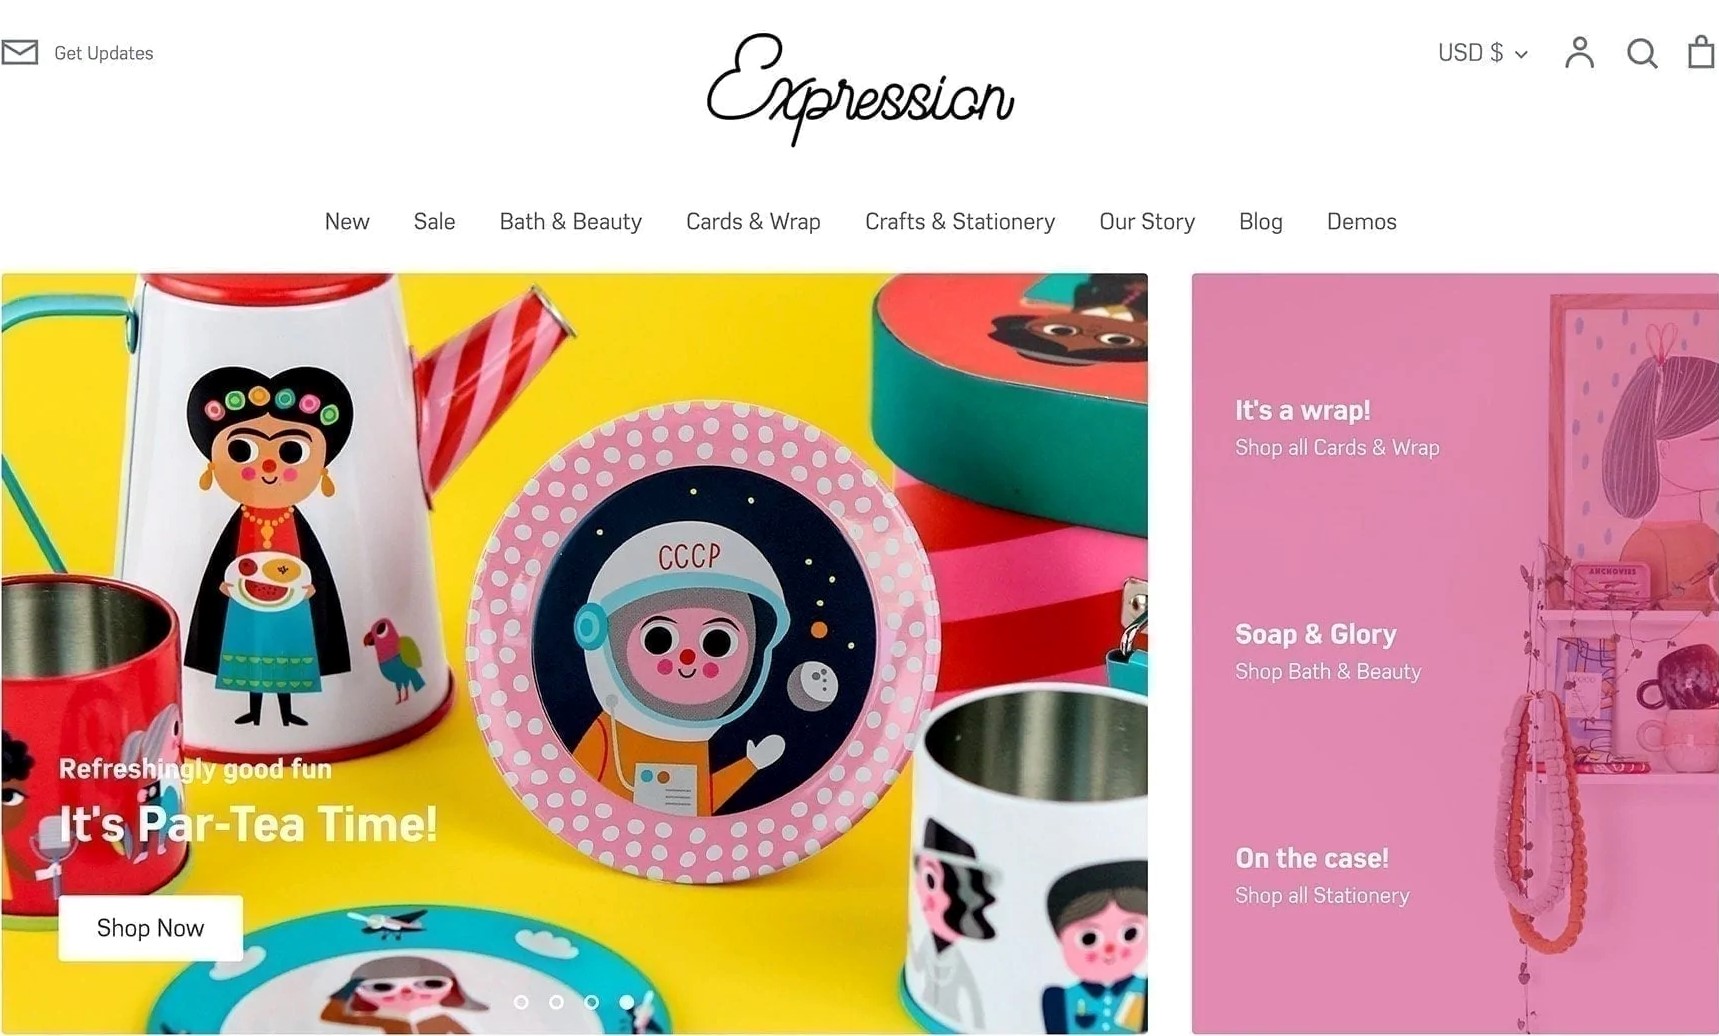 Get Updates
Expression
USD $
New Sale Bath & Beauty Cards & Wrap Crafts & Stationery Our Story Blog Demos
CCCP
Refreshingly good fun
It's Par-Tea Time!
Shop Now
It's a wrap!
Shop all Cards & Wrap
ANCHOVIES
Soap & Glory
Shop Bath & Beauty
On the case!
Shop all Stationery